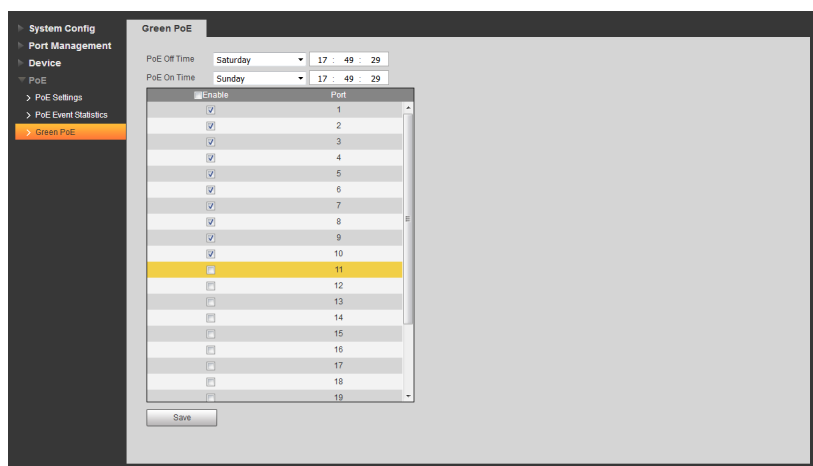 System Config
Port Management
Device
PoE
PoE Settings
PoE Event Statistics
Green PoE
Green PoE
PoE Off Time Saturday 17 : 49 : 29
PoE On Time Sunday 17 : 49 : 29
Enable Port
1
2
3
4
5
6
7
8
9
10
11
12
13
14
15
16
17
18
19
Save